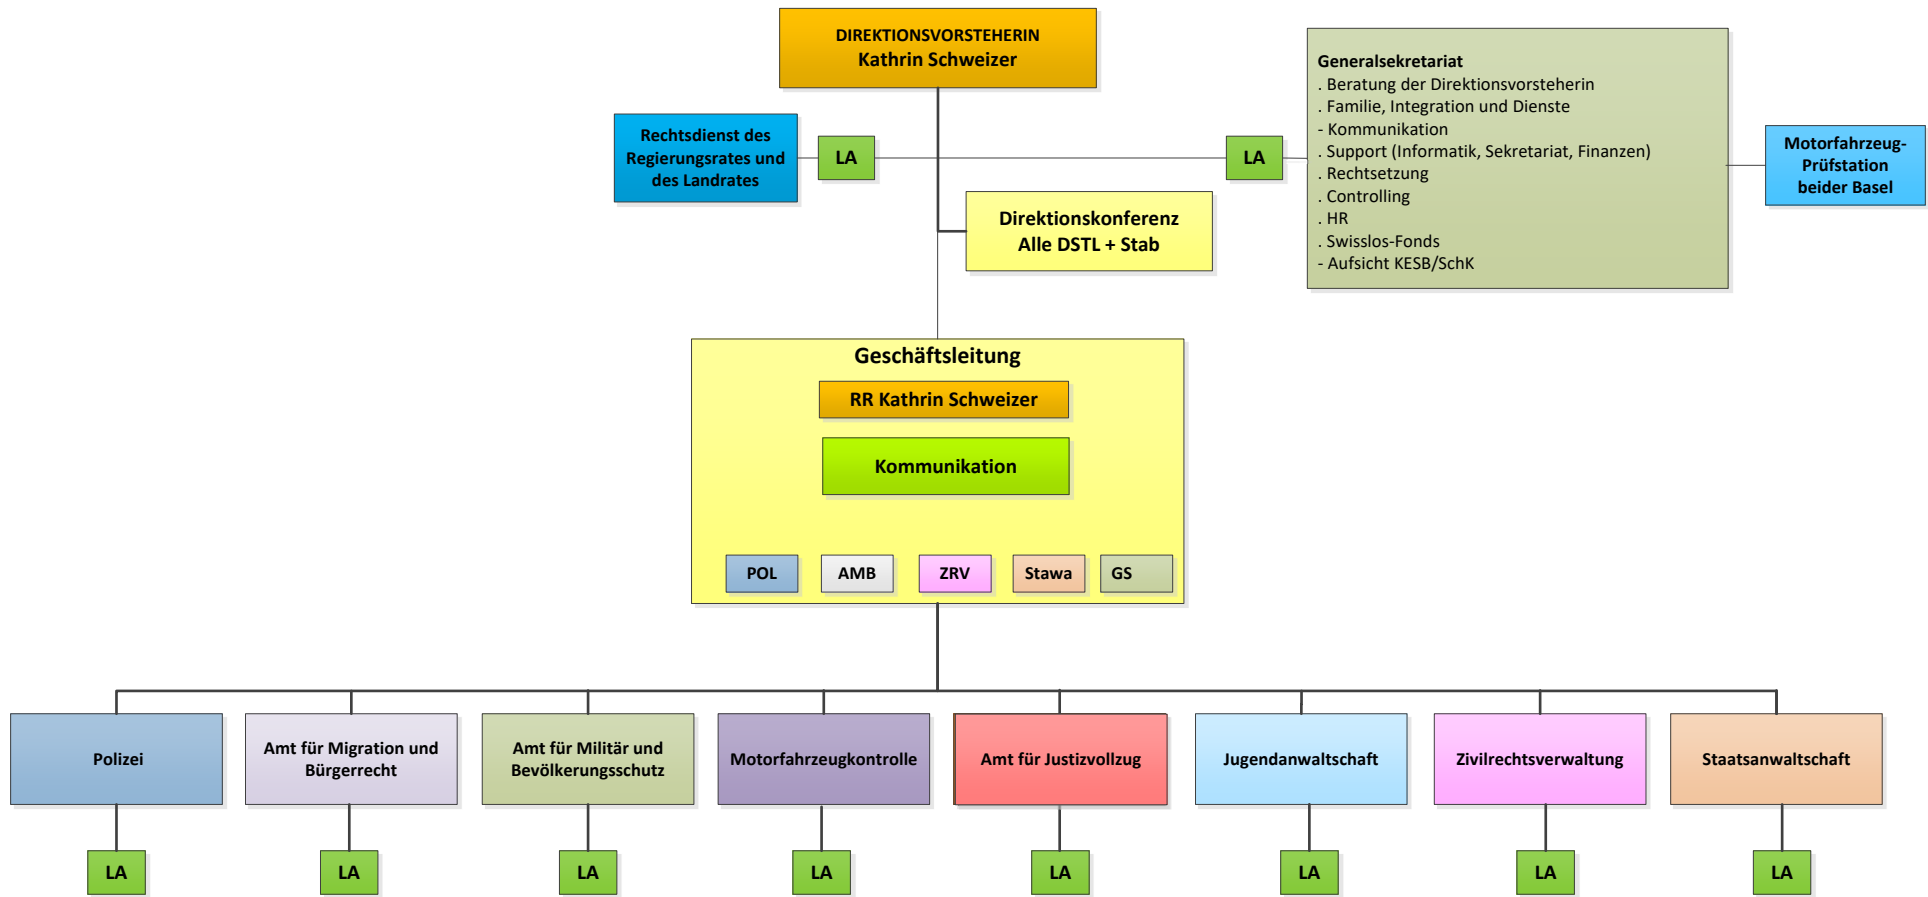 DIREKTIONSVORSTEHERIN
Kathrin Schweizer
Generalsekretariat
. Beratung der Direktionsvorsteherin
. Familie, Integration und Dienste
- Kommunikation
. Support (Informatik, Sekretariat, Finanzen)
. Rechtsetzung
. Controlling
. HR
. Swisslos-Fonds
- Aufsicht KESB/SchK
Rechtsdienst des
Regierungsrates und
des Landrates
LA
LA
Motorfahrzeug-
Prüfstation
beider Basel
Direktionskonferenz
Alle DSTL + Stab
Geschäftsleitung
RR Kathrin Schweizer
Kommunikation
POL
AMB
ZRV
Stawa
GS
Polizei
Amt für Migration und
Bürgerrecht
Amt für Militär und
Bevölkerungsschutz
Motorfahrzeugkontrolle
Amt für Justizvollzug
Jugendanwaltschaft
Zivilrechtsverwaltung
Staatsanwaltschaft
LA
LA
LA
LA
LA
LA
LA
LA